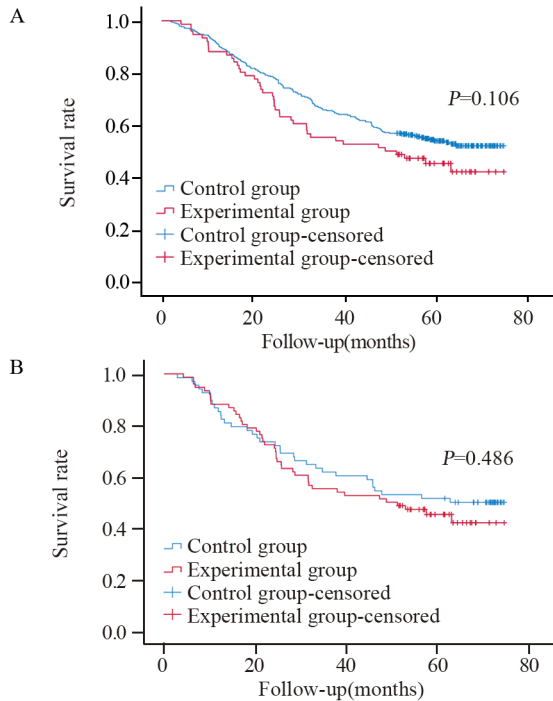 A
1.0
0.8
0.6
0.4
0.2
0.0
Survival rate
P=0.106
Control group
Experimental group
Control group-censored
Experimental group-censored
0 20 40 60 80
Follow-up(months)
B
1.0
0.8
0.6
0.4
0.2
0.0
Survival rate
P=0.486
Control group
Experimental group
Control group-censored
Experimental group-censored
0 20 40 60 80
Follow-up(months)